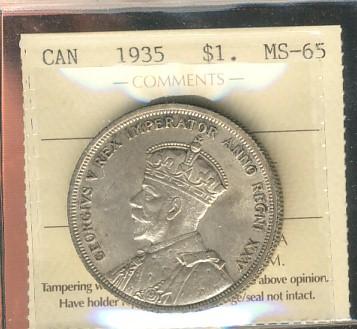 CAN 1935 $1. MS-65
COMMENTS
GEORGIVS V REX IMPERATOR ANNO REGNI XXV
A
M.
Tampering above opinion.
Have holder /seal not intact.